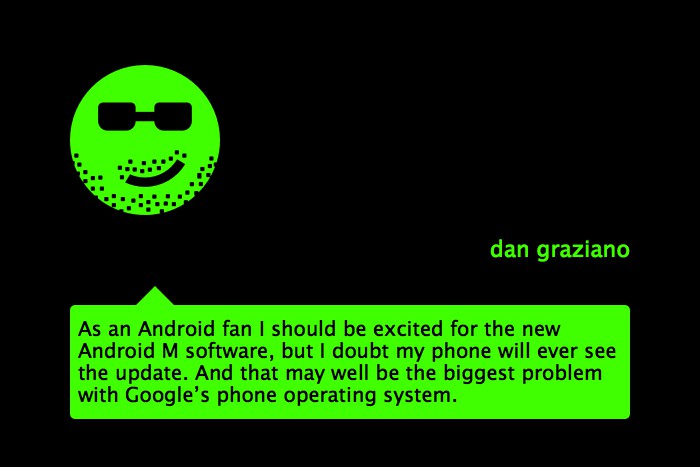 dan graziano
As an Android fan I should be excited for the new
Android M software, but I doubt my phone will ever see
the update. And that may well be the biggest problem
with Google’s phone operating system.